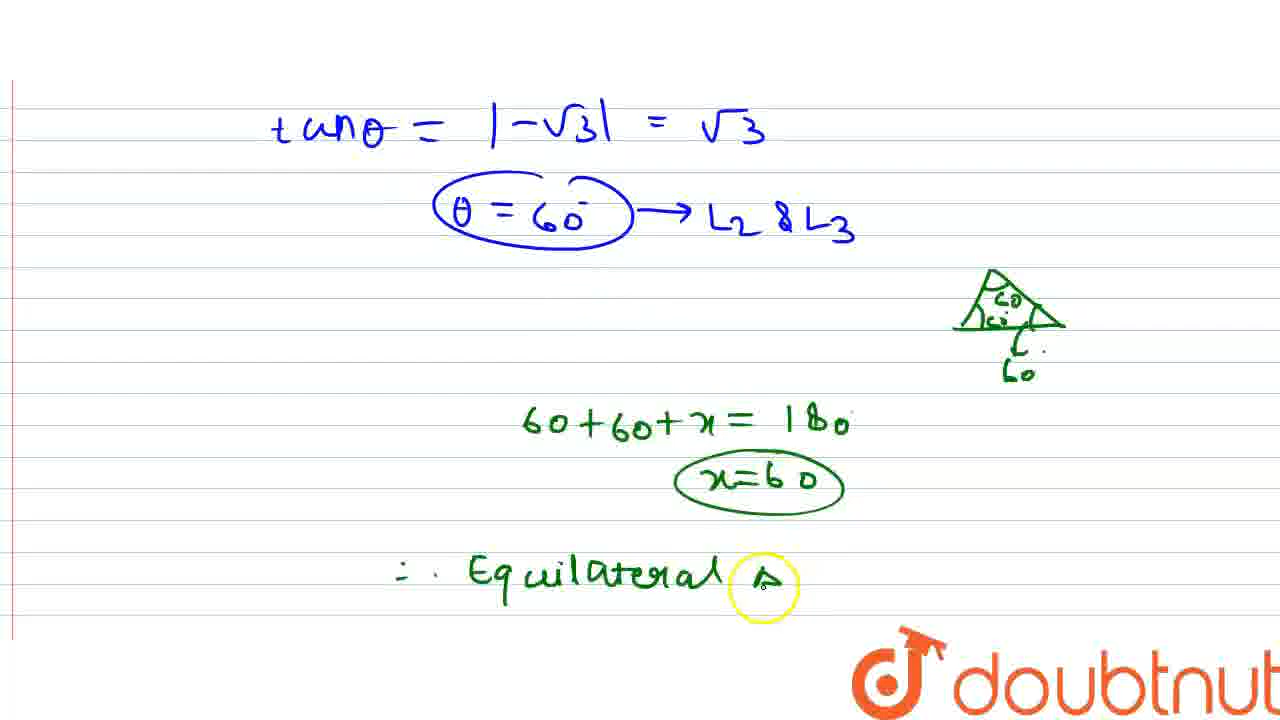 tanθ = |-√3| = √3
θ = 60° → L2 & L3
60
60°
60
60+60+x = 180
x=60
∴ Equilateral Δ
doubtnut